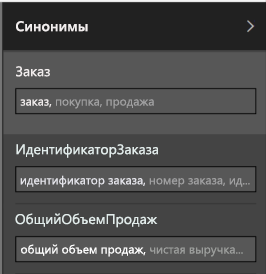 Синонимы
Заказ
заказ, покупка, продажа
ИдентификаторЗаказа
идентификатор заказа, номер заказа, ид...
ОбщийОбъемПродаж
общий объем продаж, чистая выручка...